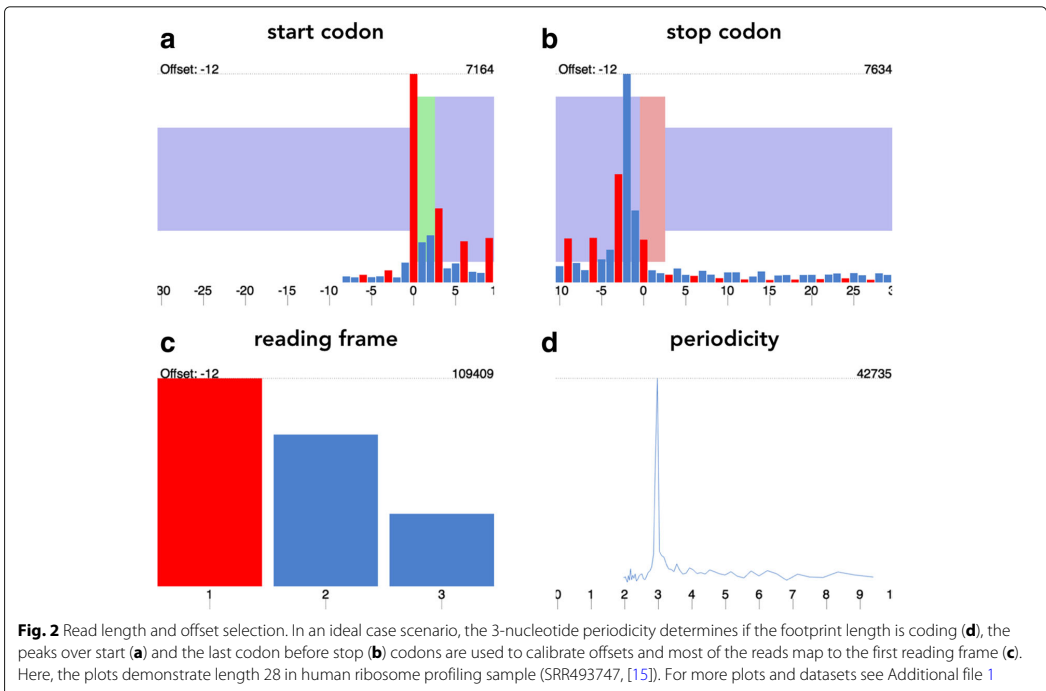 a start codon
Offset: -12 7164
30 -25 -20 -15 -10 -5 0 5 1
b stop codon
Offset: -12 7634
10 -5 0 5 10 15 20 25
c reading frame
Offset: -12 109409
1 2 3
d periodicity
42735
0 1 2 3 4 5 6 7 8 9 1
Fig. 2 Read length and offset selection. In an ideal case scenario, the 3-nucleotide periodicity determines if the footprint length is coding (d), the
peaks over start (a) and the last codon before stop (b) codons are used to calibrate offsets and most of the reads map to the first reading frame (c).
Here, the plots demonstrate length 28 in human ribosome profiling sample (SRR493747, [15]). For more plots and datasets see Additional file 1